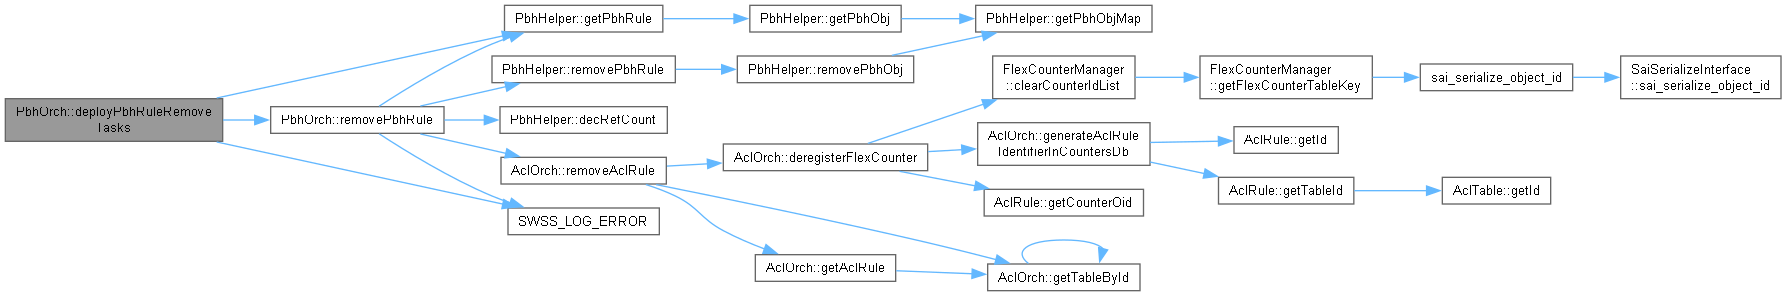 PbhOrch::deployPbhRuleRemove
Tasks
PbhOrch::removePbhRule
PbhHelper::getPbhRule
PbhHelper::removePbhRule
PbhHelper::decRefCount
AclOrch::removeAclRule
SWSS_LOG_ERROR
PbhHelper::getPbhObj
PbhHelper::removePbhObj
AclOrch::deregisterFlexCounter
AclOrch::getAclRule
PbhHelper::getPbhObjMap
FlexCounterManager
::clearCounterIdList
AclOrch::generateAclRule
IdentifierInCountersDb
AclRule::getCounterOid
AclOrch::getTableById
FlexCounterManager
::getFlexCounterTableKey
AclRule::getId
AclRule::getTableId
sai_serialize_object_id
AclTable::getId
SaiSerializeInterface
::sai_serialize_object_id